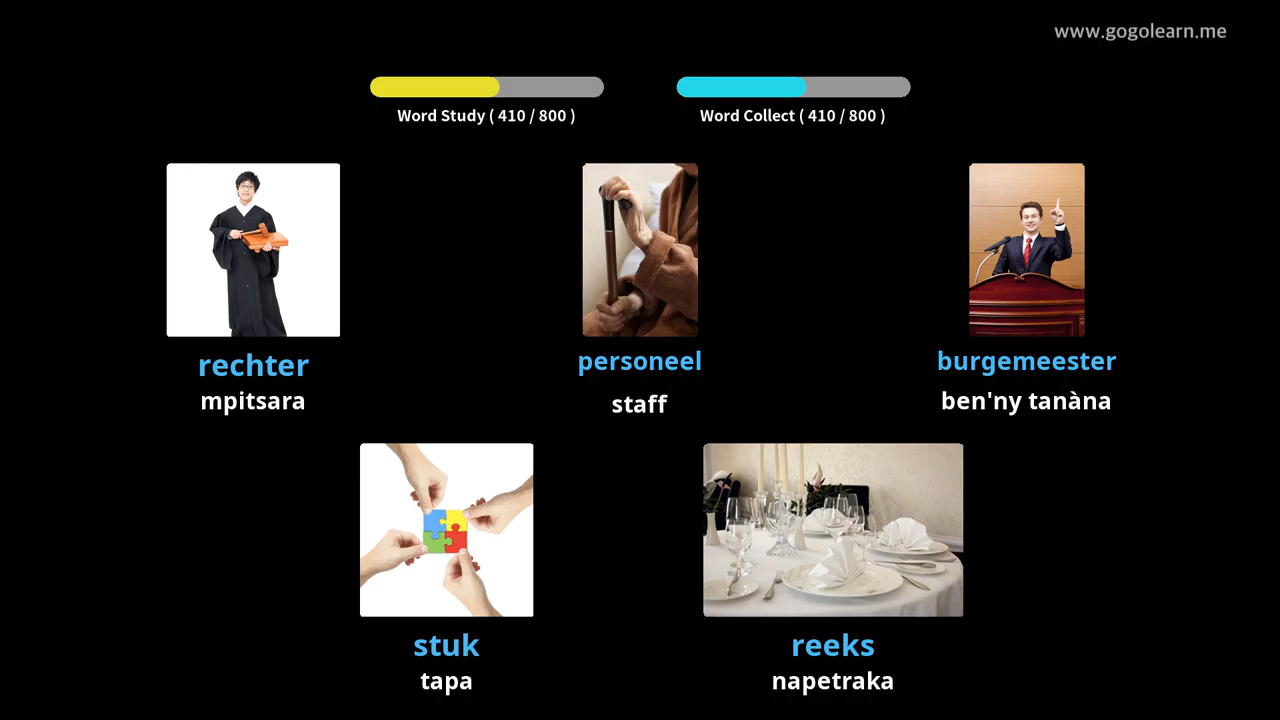 www.gogolearn.me
Word Study ( 410 / 800 )
Word Collect ( 410 / 800 )
rechter
mpitsara
personeel
staff
burgemeester
ben'ny tanàna
stuk
tapa
reeks
napetraka